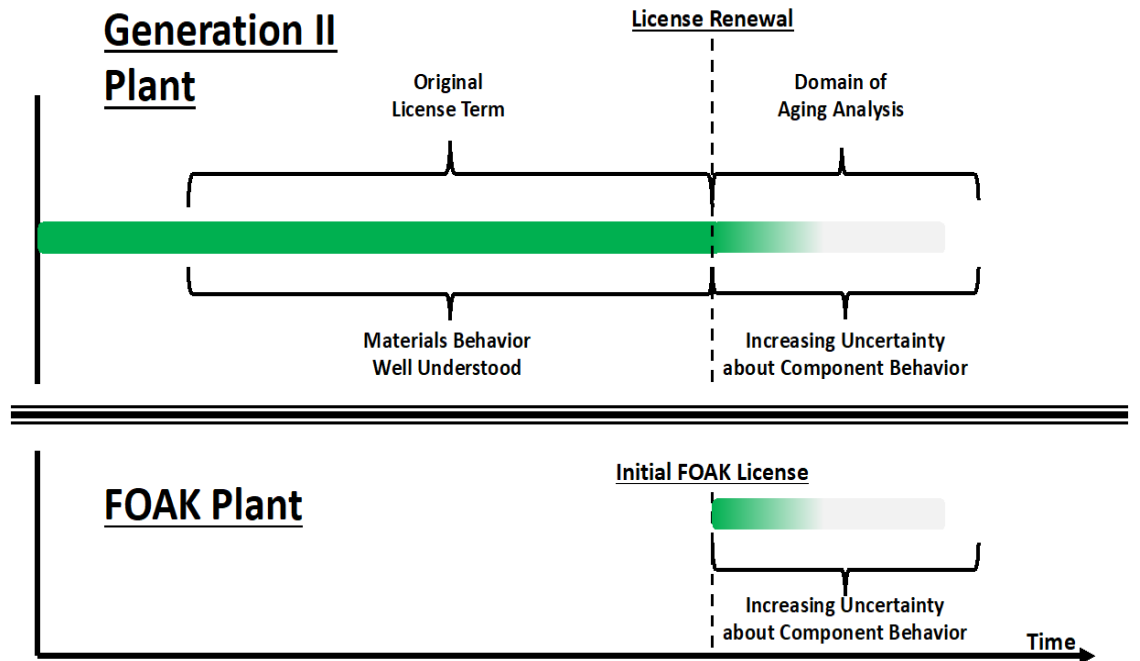 Generation II
Plant
License Renewal
Original
License Term
Domain of
Aging Analysis
Materials Behavior
Well Understood
Increasing Uncertainty
about Component Behavior
FOAK Plant
Initial FOAK License
Increasing Uncertainty
about Component Behavior
Time